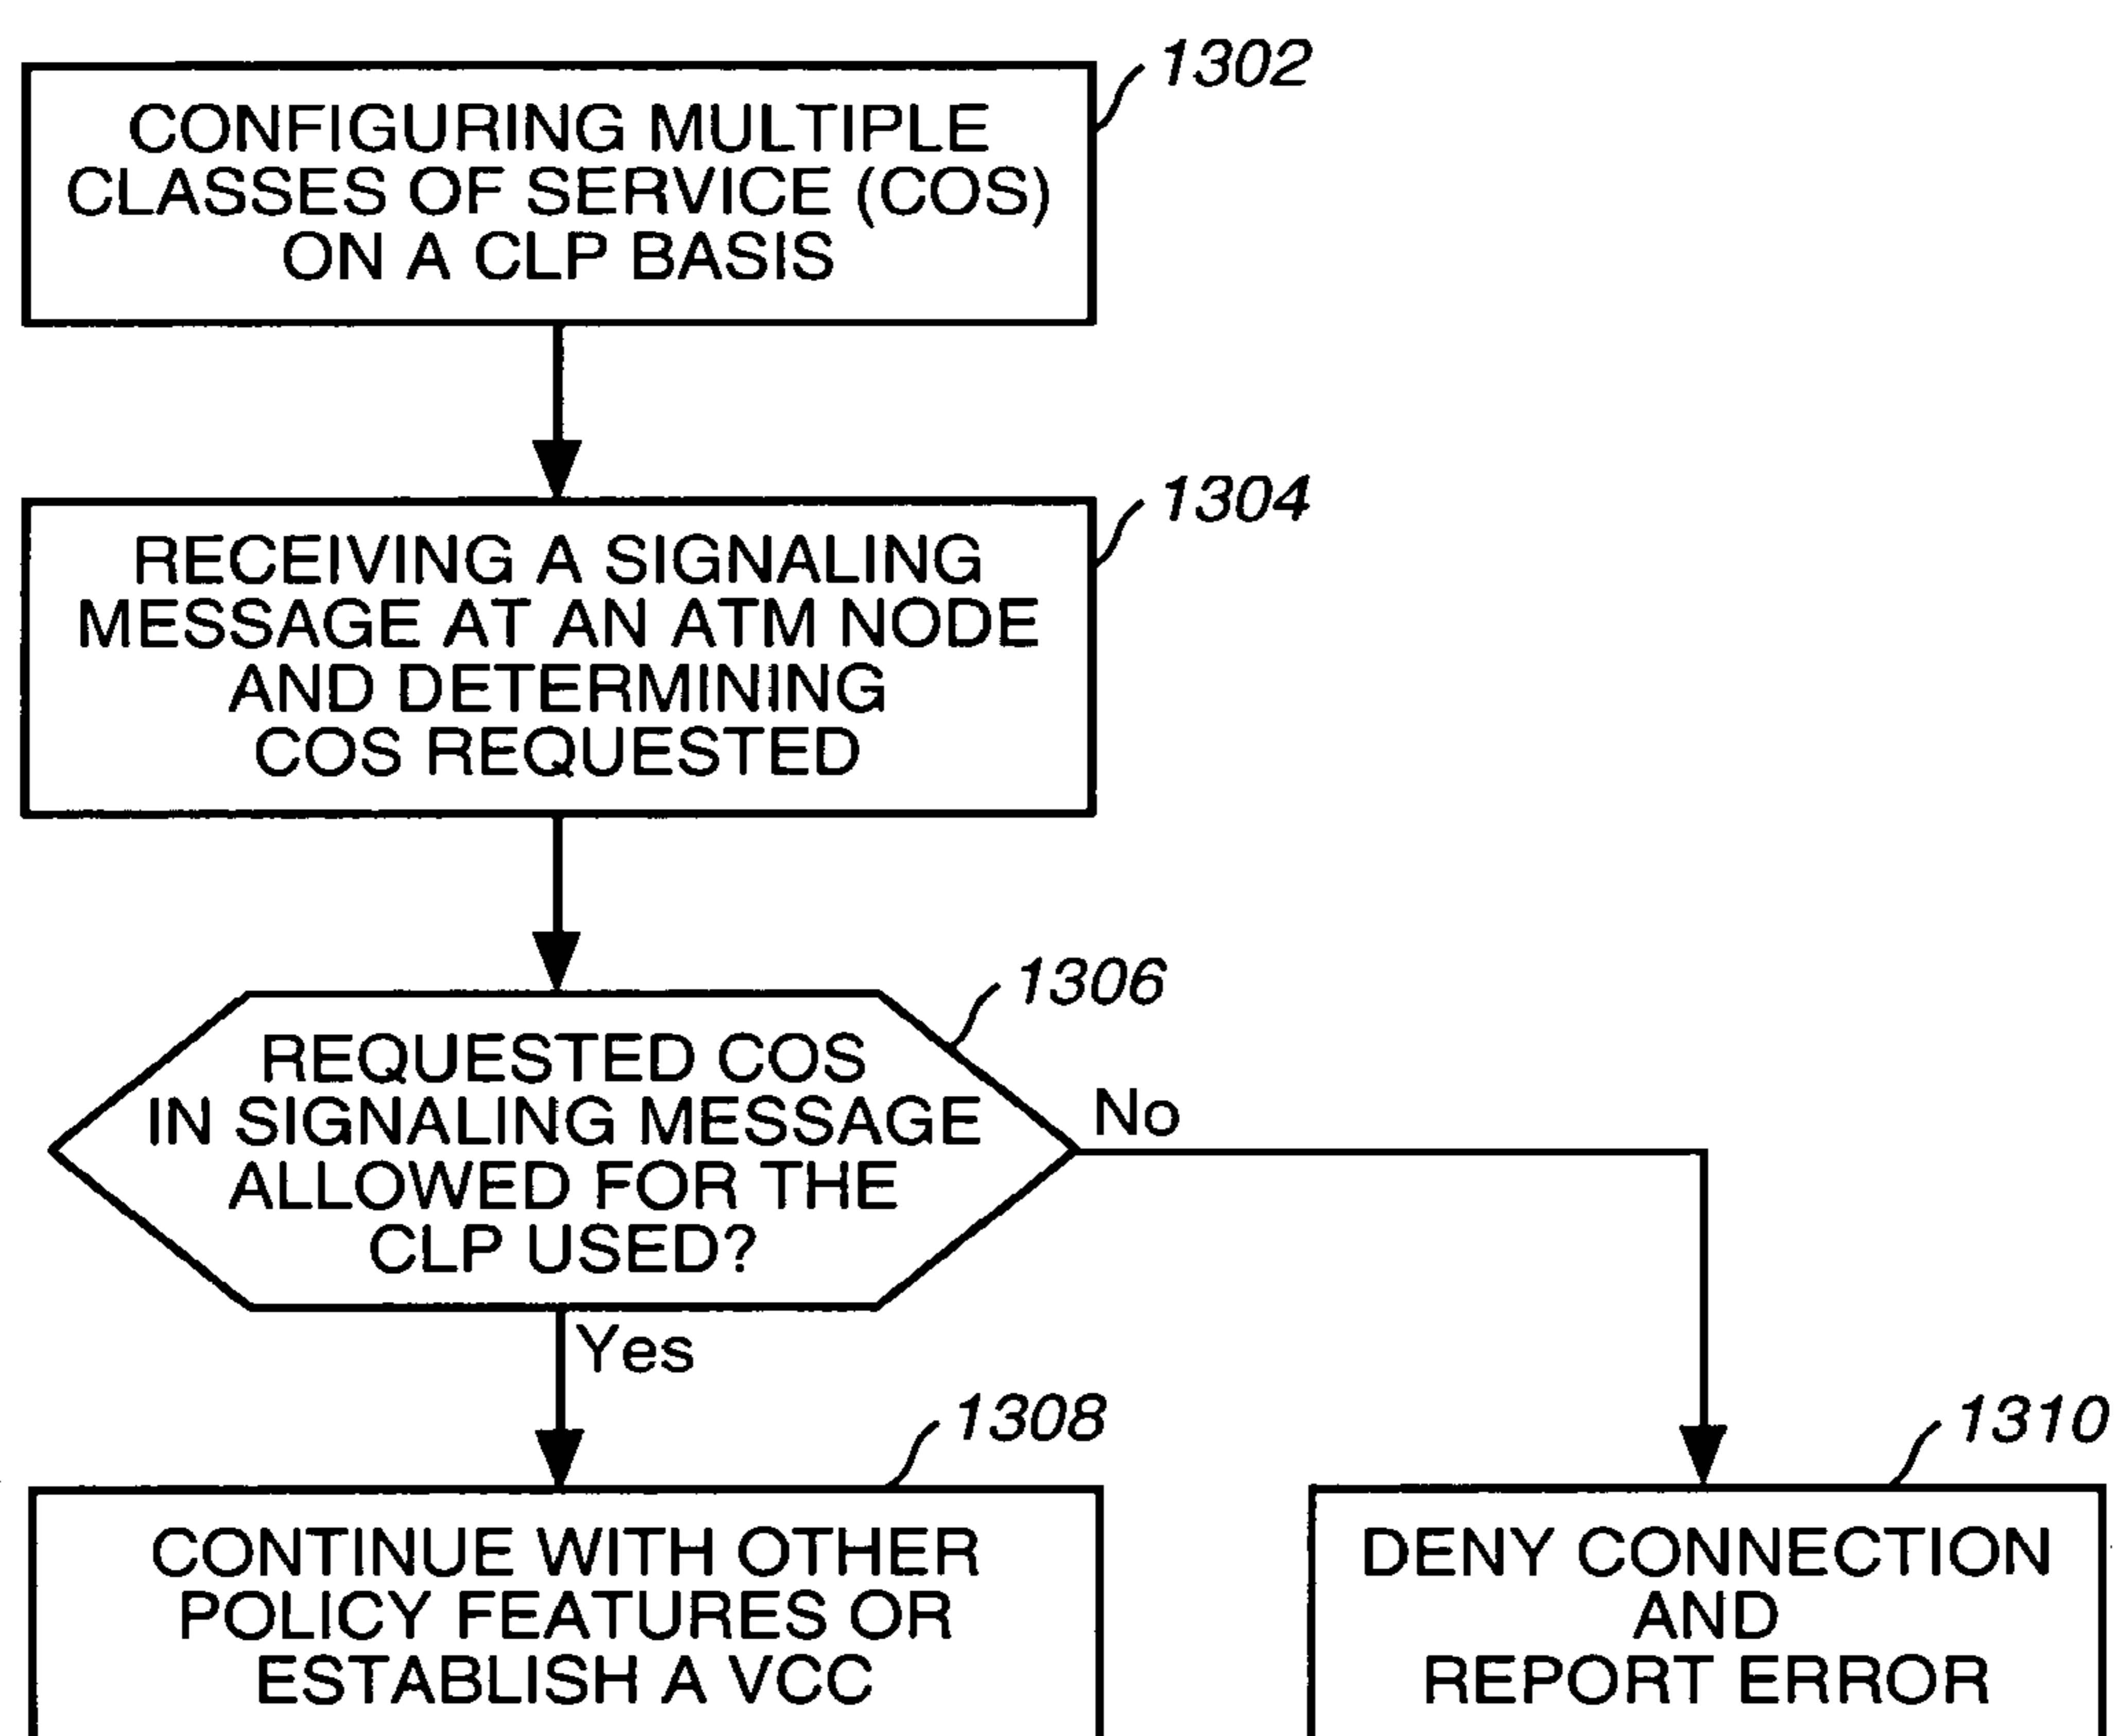 1302
CONFIGURING MULTIPLE
CLASSES OF SERVICE (COS)
ON A CLP BASIS
1304
RECEIVING A SIGNALING
MESSAGE AT AN ATM NODE
AND DETERMINING
COS REQUESTED
1306
REQUESTED COS
IN SIGNALING MESSAGE
ALLOWED FOR THE
CLP USED?
No
Yes
1308
CONTINUE WITH OTHER
POLICY FEATURES OR
ESTABLISH A VCC
1310
DENY CONNECTION
AND
REPORT ERROR